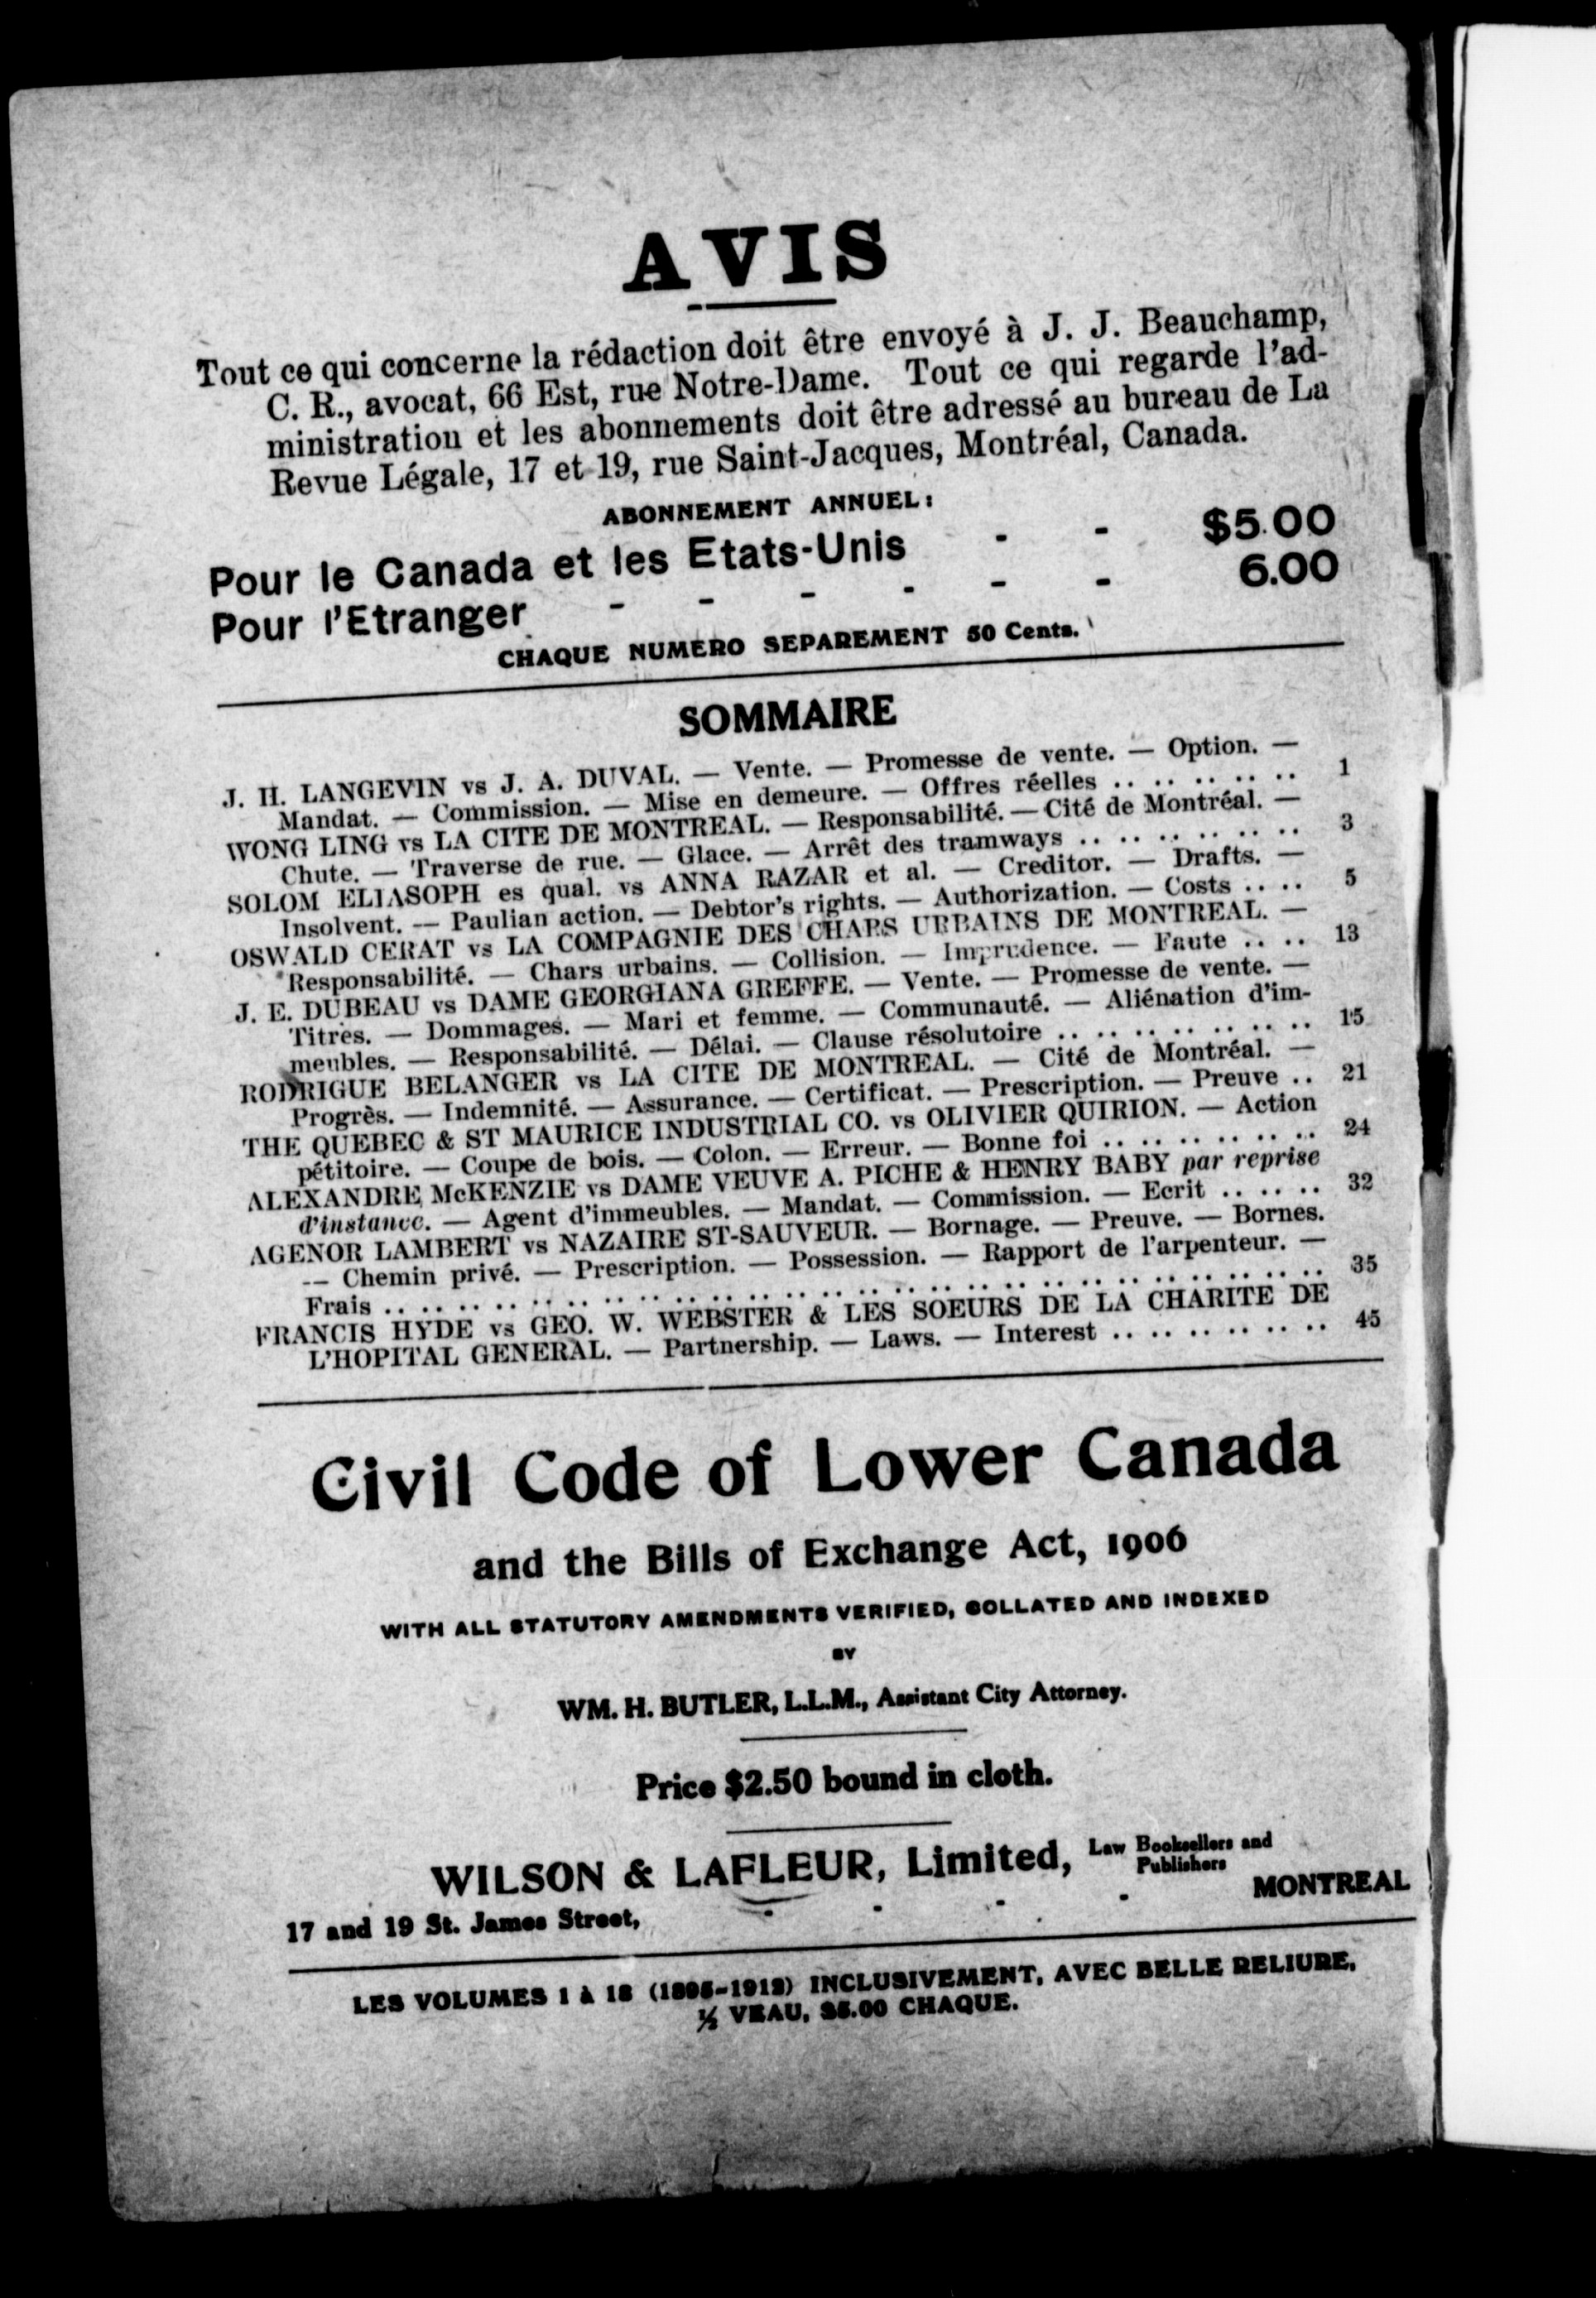 AVIS
Tout ce qui concerne la rédaction doit être envoyé à J. J. Beauchamp,
C. R., avocat, 66 Est, rue Notre-Dame. Tout ce qui regarde l'ad-
ministration et les abonnements doit être adressé au bureau de La
Revue Légale, 17 et 19, rue Saint-Jacques, Montréal, Canada.
ABONNEMENT ANNUEL:
Pour le Canada et les Etats-Unis - - $5.00
Pour l'Etranger - - - - - - 6.00
CHAQUE NUMERO SEPAREMENT 50 Cents.
SOMMAIRE
J. H. LANGEVIN vs J. A. DUVAL. — Vente. — Promesse de vente. — Option. —
Mandat. — Commission. — Mise en demeure. — Offres réelles .. .. .. .. .. 1
WONG LING vs LA CITE DE MONTREAL. — Responsabilité. — Cité de Montréal. —
Chute. — Traverse de rue. — Glace. — Arrêt des tramways .. .. .. .. .. .. 3
SOLOM ELIASOPH es qual. vs ANNA RAZAR et al. — Creditor. — Drafts. —
Insolvent. — Paulian action. — Debtor's rights. — Authorization. — Costs .. .. 5
OSWALD CERAT vs LA COMPAGNIE DES CHARS URBAINS DE MONTREAL. —
Responsabilité. — Chars urbains. — Collision. — Imprudence. — Faute .. .. 13
J. E. DUBEAU vs DAME GEORGIANA GREFFE. — Vente. — Promesse de vente. —
Titres. — Dommages. — Mari et femme. — Communauté. — Aliénation d'im-
meubles. — Responsabilité. — Délai. — Clause résolutoire .. .. .. .. .. .. .. 15
RODRIGUE BELANGER vs LA CITE DE MONTREAL. — Cité de Montréal. —
Progrès. — Indemnité. — Assurance. — Certificat. — Prescription. — Preuve .. 21
THE QUEBEC & ST MAURICE INDUSTRIAL CO. vs OLIVIER QUIRION. — Action
pétitoire. — Coupe de bois. — Colon. — Erreur. — Bonne foi .. .. .. .. .. .. 24
ALEXANDRE McKENZIE vs DAME VEUVE A. PICHE & HENRY BABY par reprise
d'instance. — Agent d'immeubles. — Mandat. — Commission. — Ecrit .. .. .. 32
AGENOR LAMBERT vs NAZAIRE ST-SAUVEUR. — Bornage. — Preuve. — Bornes.
— Chemin privé. — Prescription. — Possession. — Rapport de l'arpenteur. —
Frais .. .. .. .. .. .. .. .. .. .. .. .. .. .. .. .. .. .. .. .. .. .. .. .. .. .. 35
FRANCIS HYDE vs GEO. W. WEBSTER & LES SOEURS DE LA CHARITE DE
L'HOPITAL GENERAL. — Partnership. — Laws. — Interest .. .. .. .. .. .. 45
Civil Code of Lower Canada
and the Bills of Exchange Act, 1906
WITH ALL STATUTORY AMENDMENTS VERIFIED, COLLATED AND INDEXED
BY
WM. H. BUTLER, L.L.M., Assistant City Attorney.
Price $2.50 bound in cloth.
WILSON & LAFLEUR, Limited, Law Booksellers and Publishers
17 and 19 St. James Street, - - - - MONTREAL
LES VOLUMES 1 à 18 (1895-1912) INCLUSIVEMENT, AVEC BELLE RELIURE,
½ VEAU, $5.00 CHAQUE.